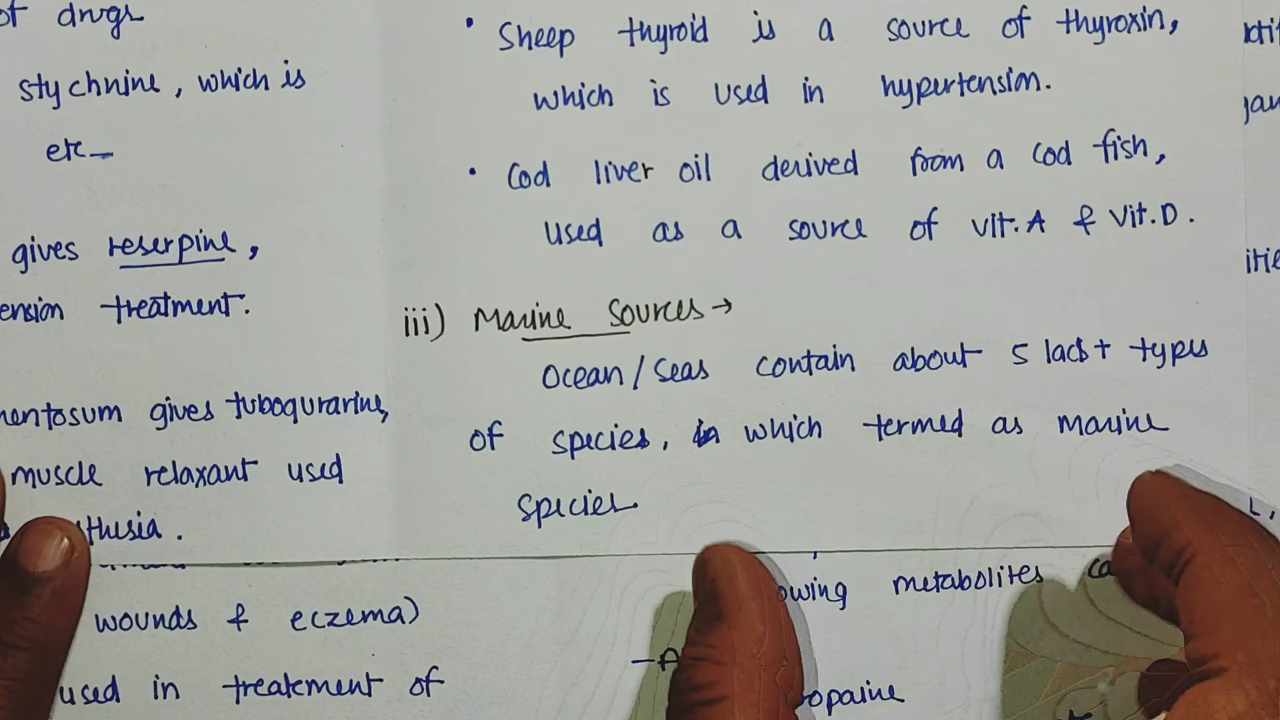 of drugs
stychnine, which is
etc
gives reserpine,
ension treatment.
mentosum gives tuboqurarine,
muscle relaxant used
thesia.
• Sheep thyroid is a source of thyroxin,
which is used in hypertension.
• Cod liver oil derived from a cod fish,
used as a source of vit.A & vit.D.
iii) Marine Sources →
Ocean/Seas contain about 5 lacs+ types
of species, in which termed as marine
species
wounds & eczema)
used in treatement of
owing metabolites
opaine